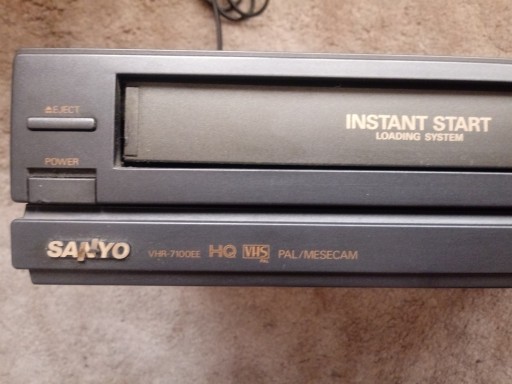 ⏏EJECT
POWER
INSTANT START
LOADING SYSTEM
SANYO VHR-7100EE HQ VHS PAL/MESECAM